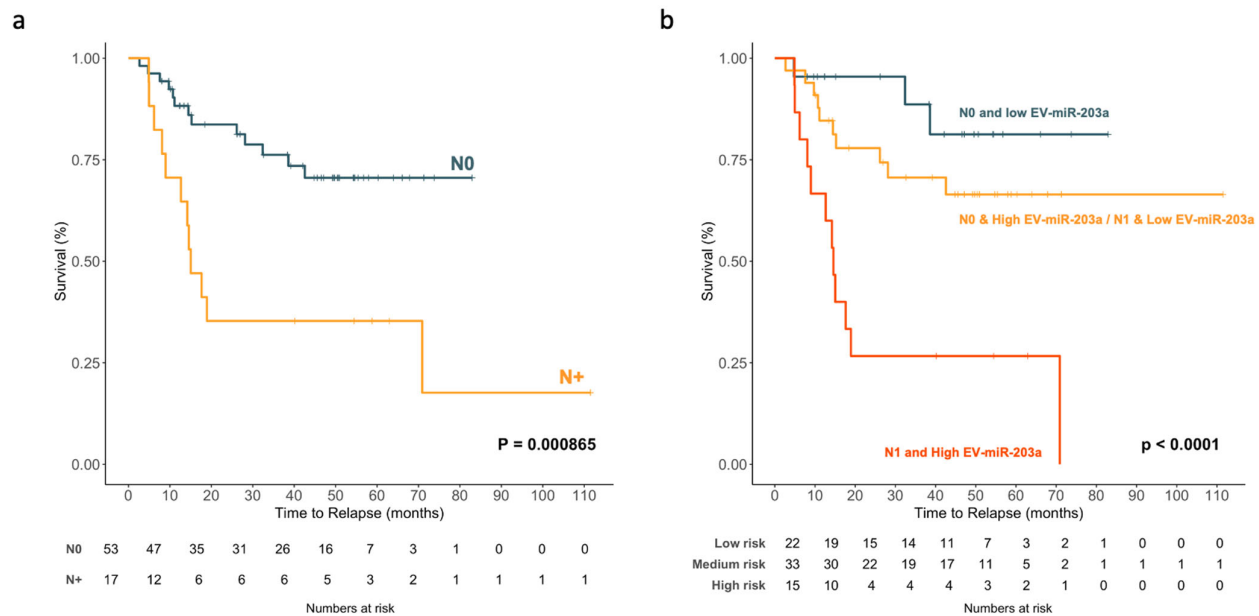 a
1.00
0.75
0.50
0.25
0.00
Survival (%)
N0
N+
P = 0.000865
0 10 20 30 40 50 60 70 80 90 100 110
Time to Relapse (months)
N0 53 47 35 31 26 16 7 3 1 0 0 0
N+ 17 12 6 6 6 5 3 2 1 1 1 1
Numbers at risk
b
1.00
0.75
0.50
0.25
0.00
Survival (%)
N0 and low EV-miR-203a
N0 & High EV-miR-203a / N1 & Low EV-miR-203a
N1 and High EV-miR-203a
p < 0.0001
0 10 20 30 40 50 60 70 80 90 100 110
Time to Relapse (months)
Low risk 22 19 15 14 11 7 3 2 1 0 0 0
Medium risk 33 30 22 19 17 11 5 2 1 1 1 1
High risk 15 10 4 4 4 3 2 1 0 0 0 0
Numbers at risk